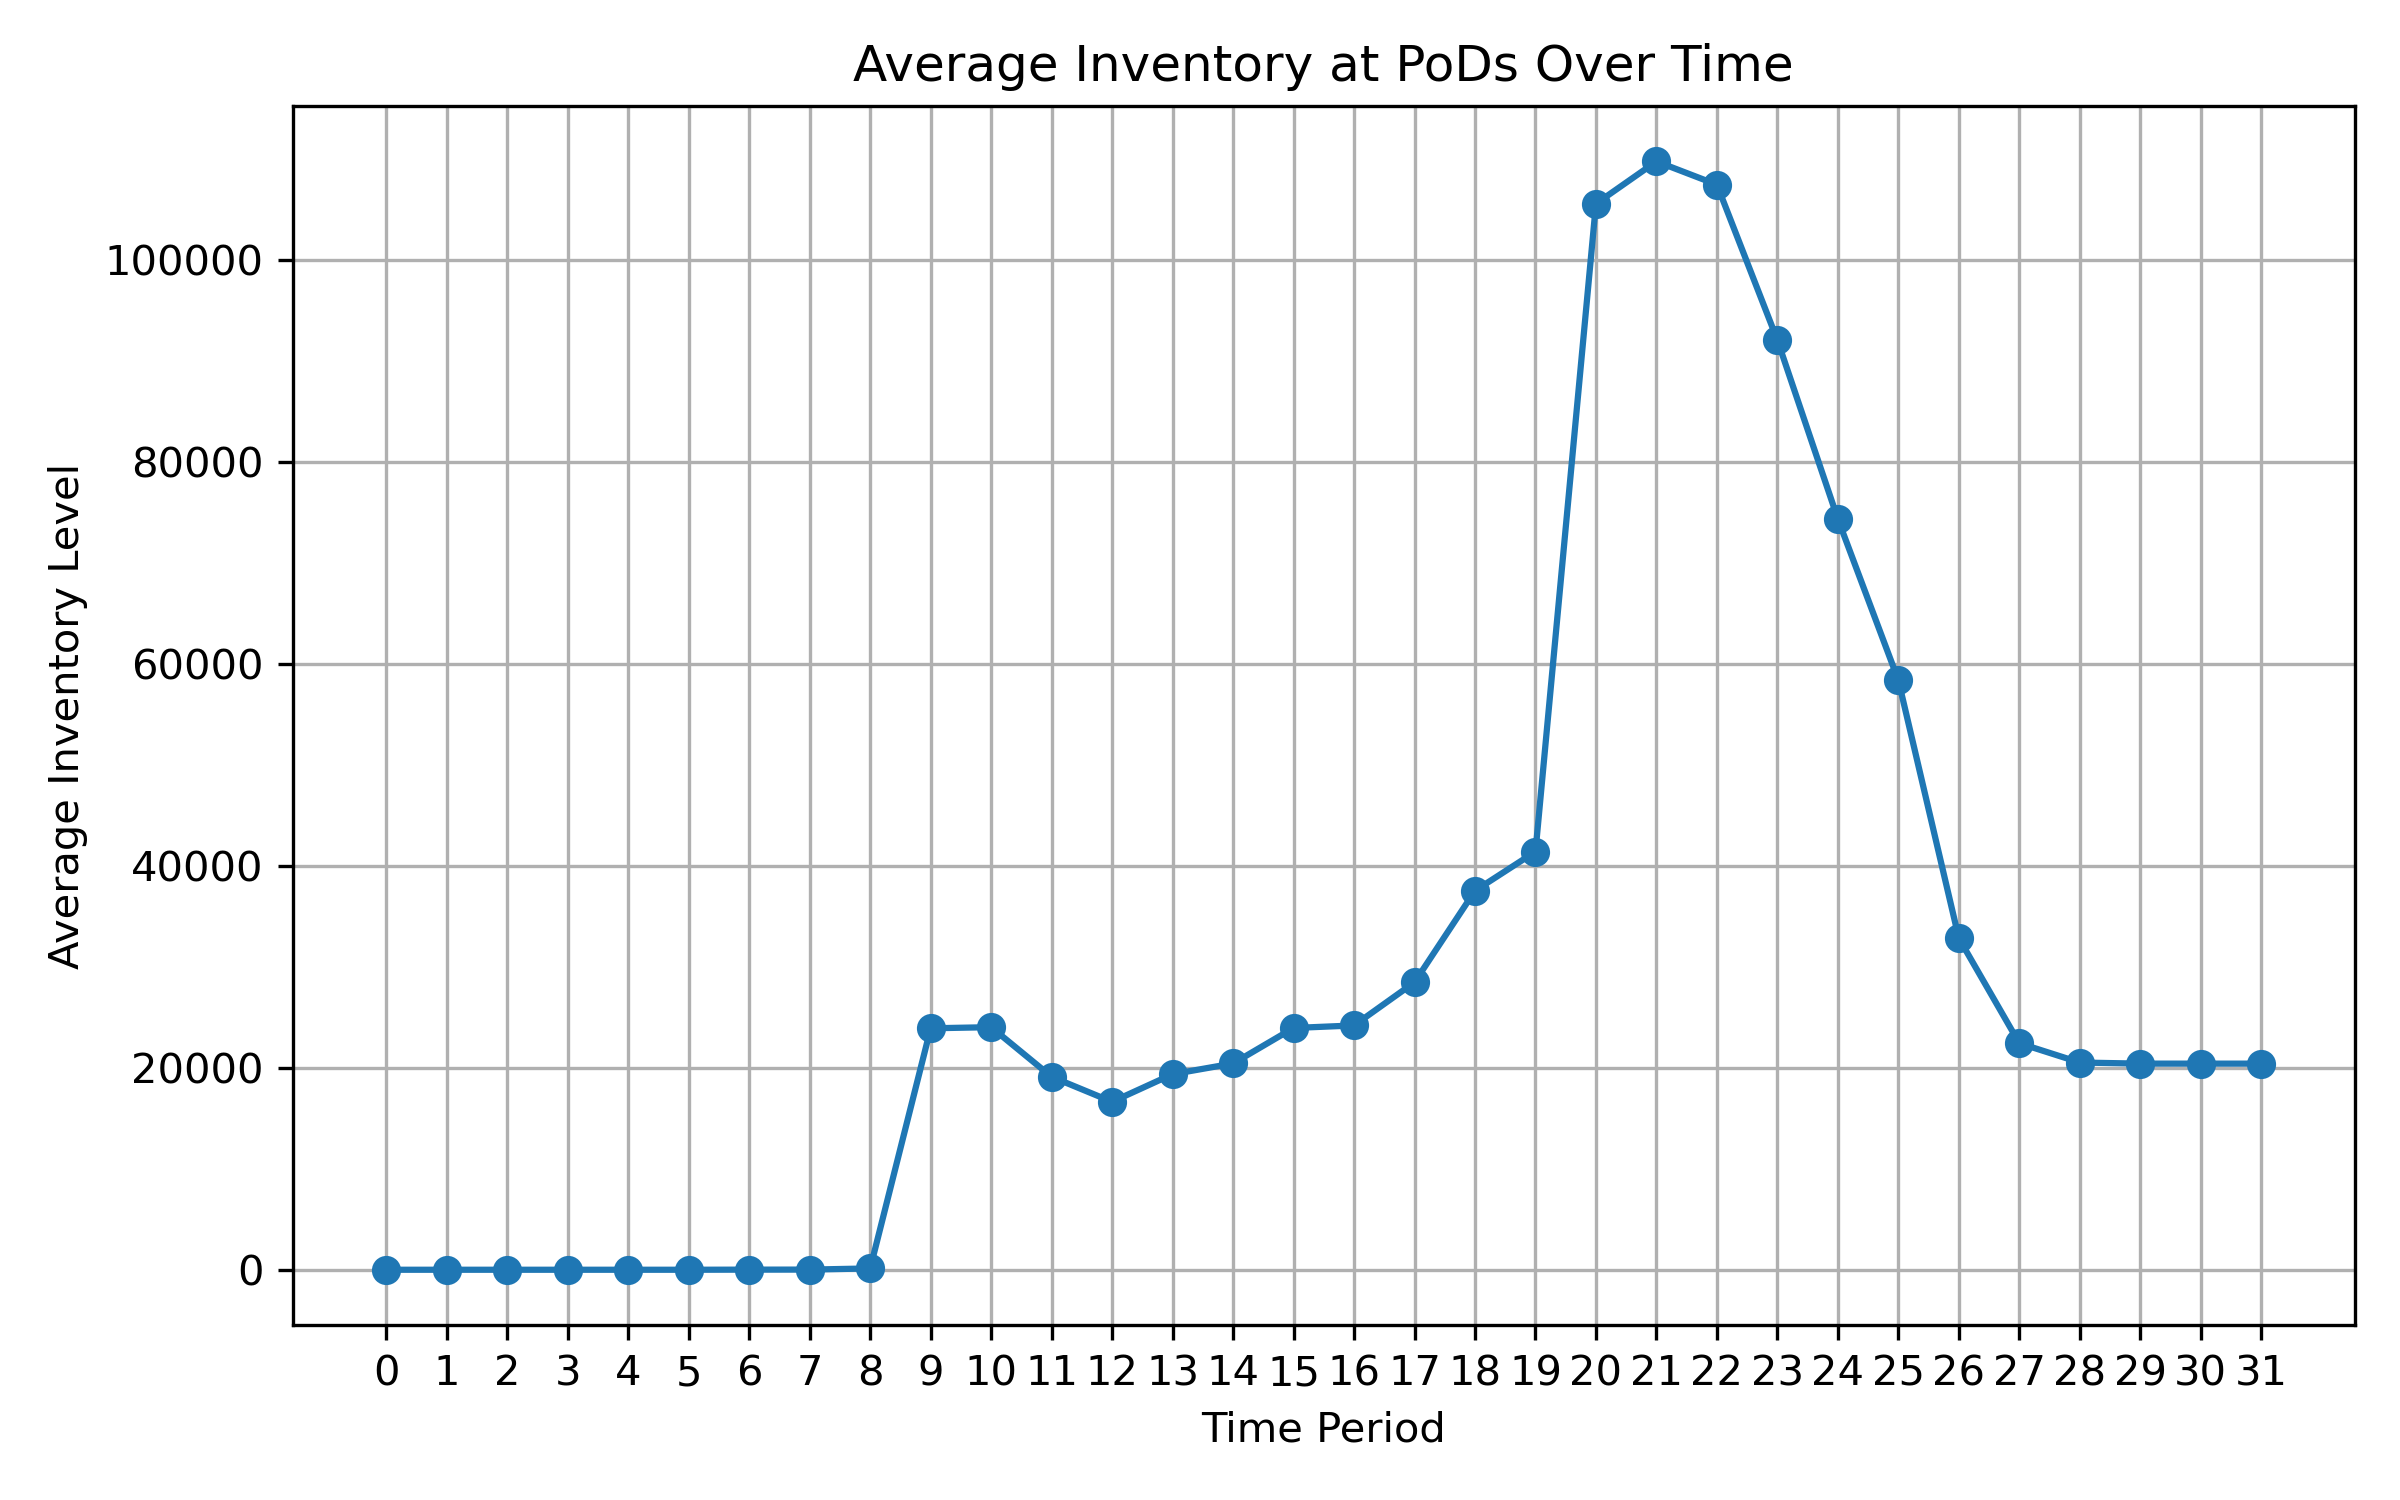 Average Inventory at PoDs Over Time
Average Inventory Level
100000
80000
60000
40000
20000
0
0 1 2 3 4 5 6 7 8 9 10 11 12 13 14 15 16 17 18 19 20 21 22 23 24 25 26 27 28 29 30 31
Time Period